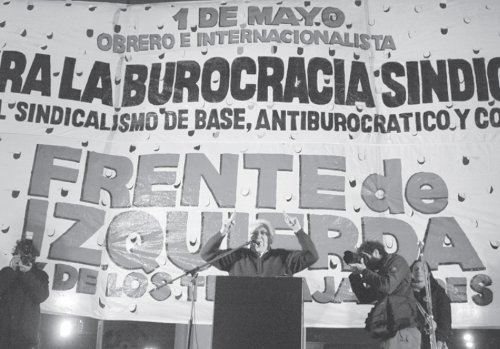 1 DE MAYO
OBRERO E INTERNACIONALISTA
RA LA BUROCRACIA SINDIC
L SINDICALISMO DE BASE, ANTIBUROCRATICO Y CO
FRENTE de
IZQUIERDA
Y DE LOS TRABAJADORES